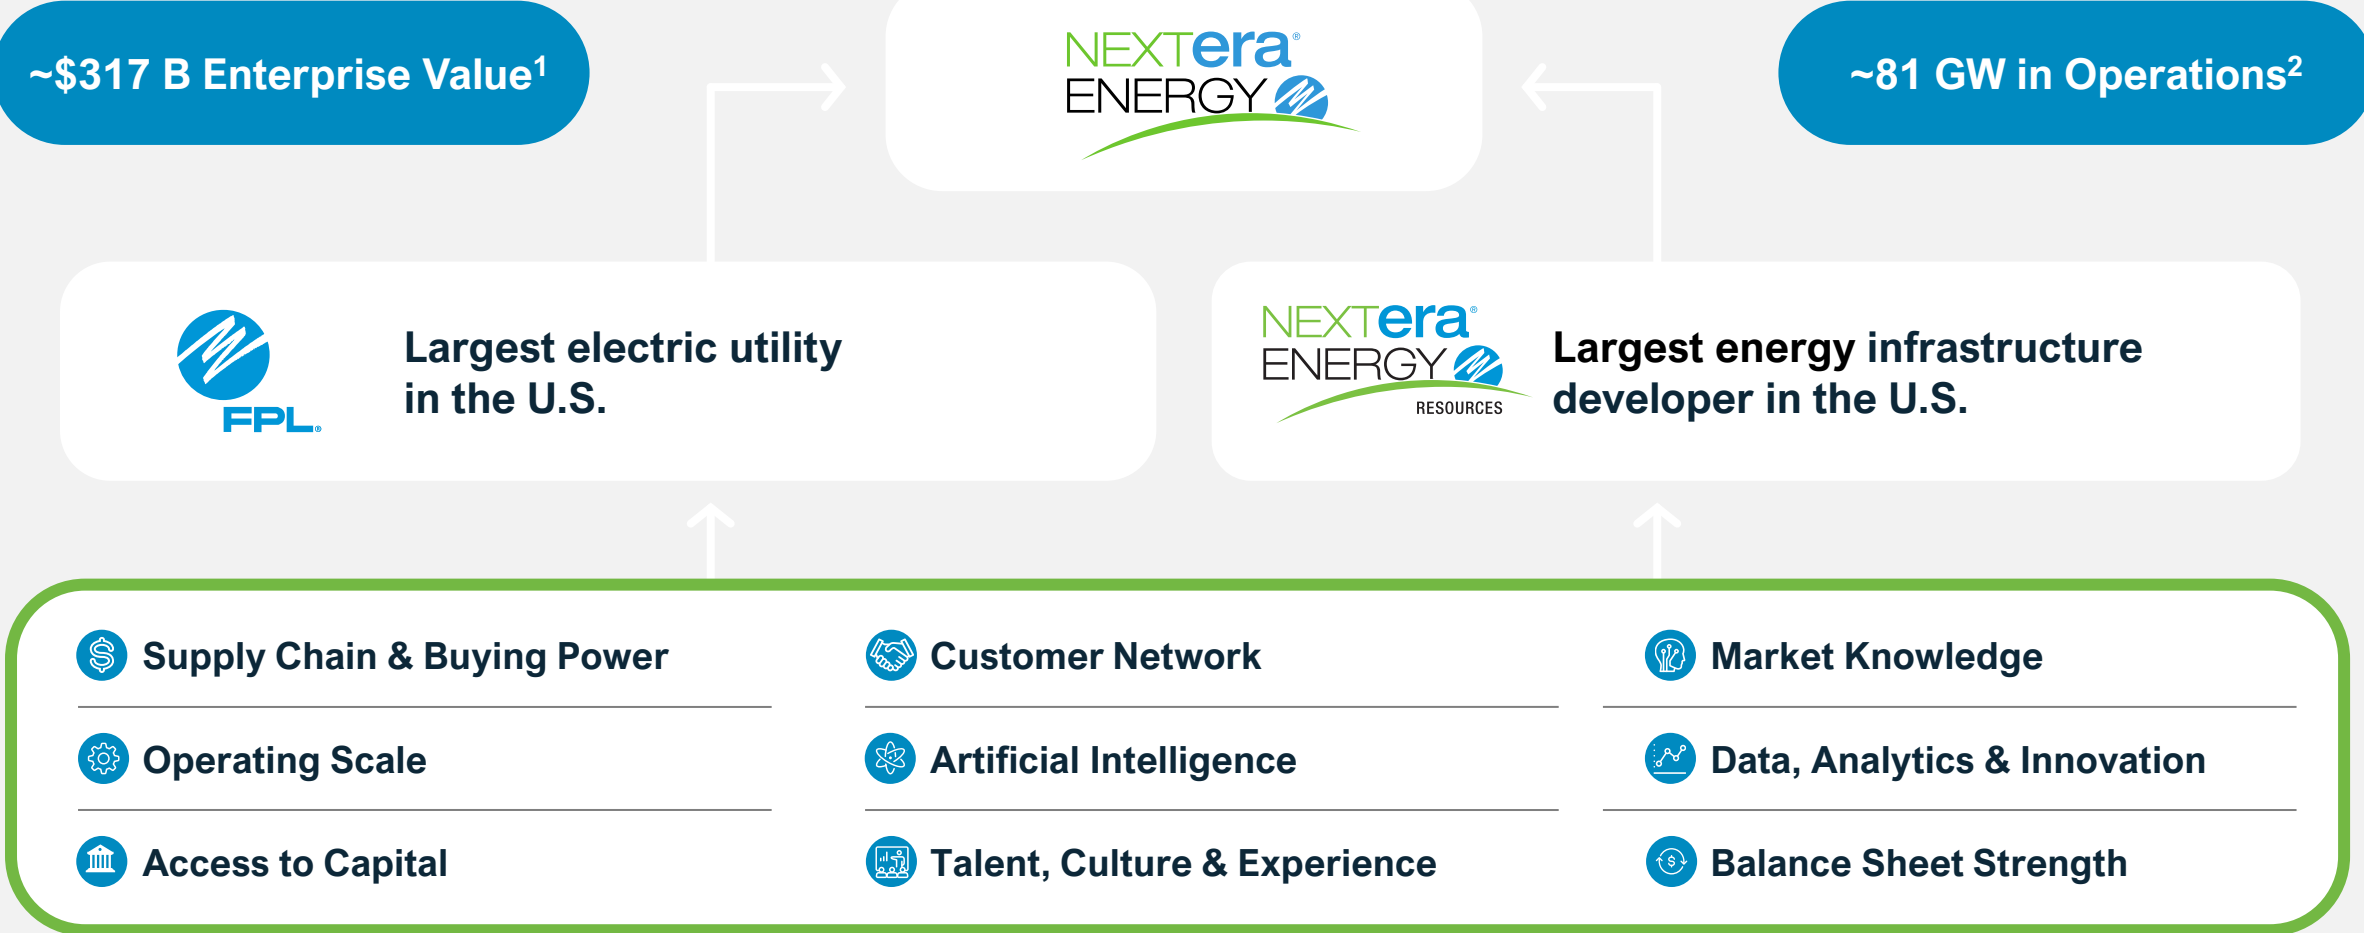 ~$317 B Enterprise Value¹
NEXTera®
ENERGY
~81 GW in Operations²
FPL®
Largest electric utility
in the U.S.
NEXTera®
ENERGY
RESOURCES
Largest energy infrastructure
developer in the U.S.
Supply Chain & Buying Power
Customer Network
Market Knowledge
Operating Scale
Artificial Intelligence
Data, Analytics & Innovation
Access to Capital
Talent, Culture & Experience
Balance Sheet Strength